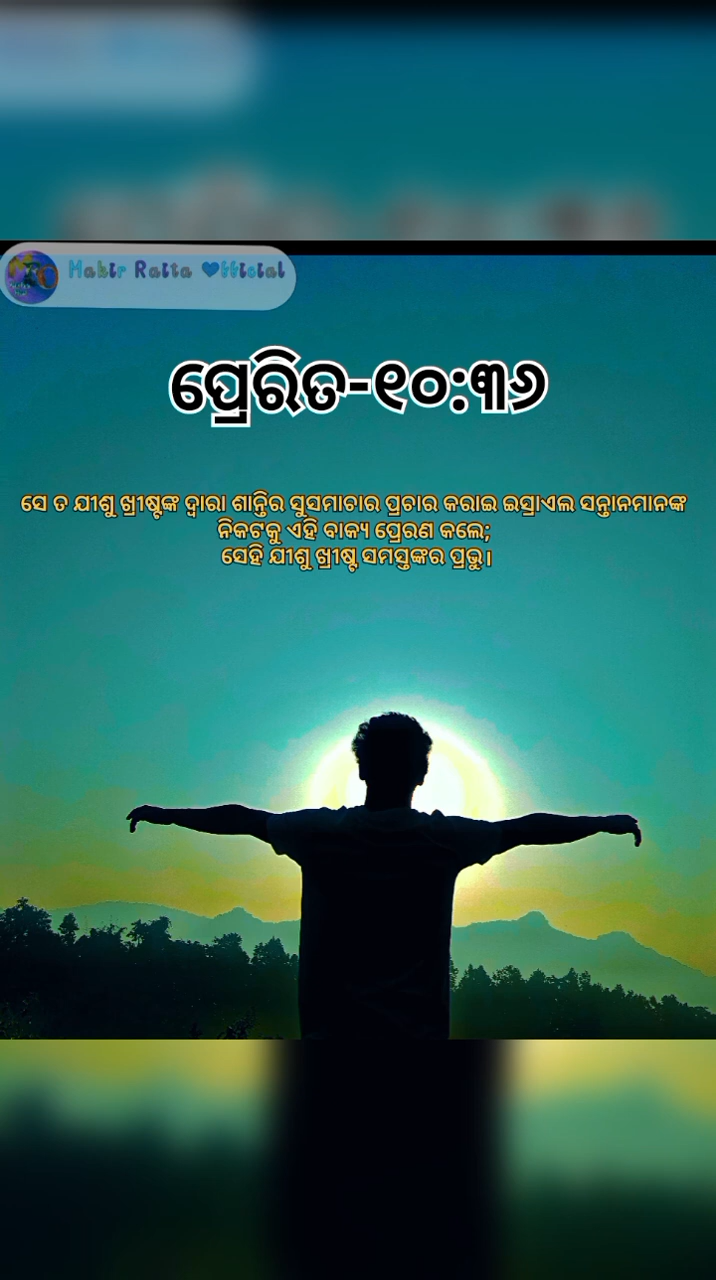 Mahir Raita Official
ପ୍ରେରିତ-୧୦:୩୬
ସେ ତ ଯୀଶୁ ଖ୍ରୀଷ୍ଟଙ୍କ ଦ୍ୱାରା ଶାନ୍ତିର ସୁସମାଚାର ପ୍ରଚାର କରାଇ ଇସ୍ରାଏଲ ସନ୍ତାନମାନଙ୍କ
ନିକଟକୁ ଏହି ବାକ୍ୟ ପ୍ରେରଣ କଲେ;
ସେହି ଯୀଶୁ ଖ୍ରୀଷ୍ଟ ସମସ୍ତଙ୍କର ପ୍ରଭୁ।